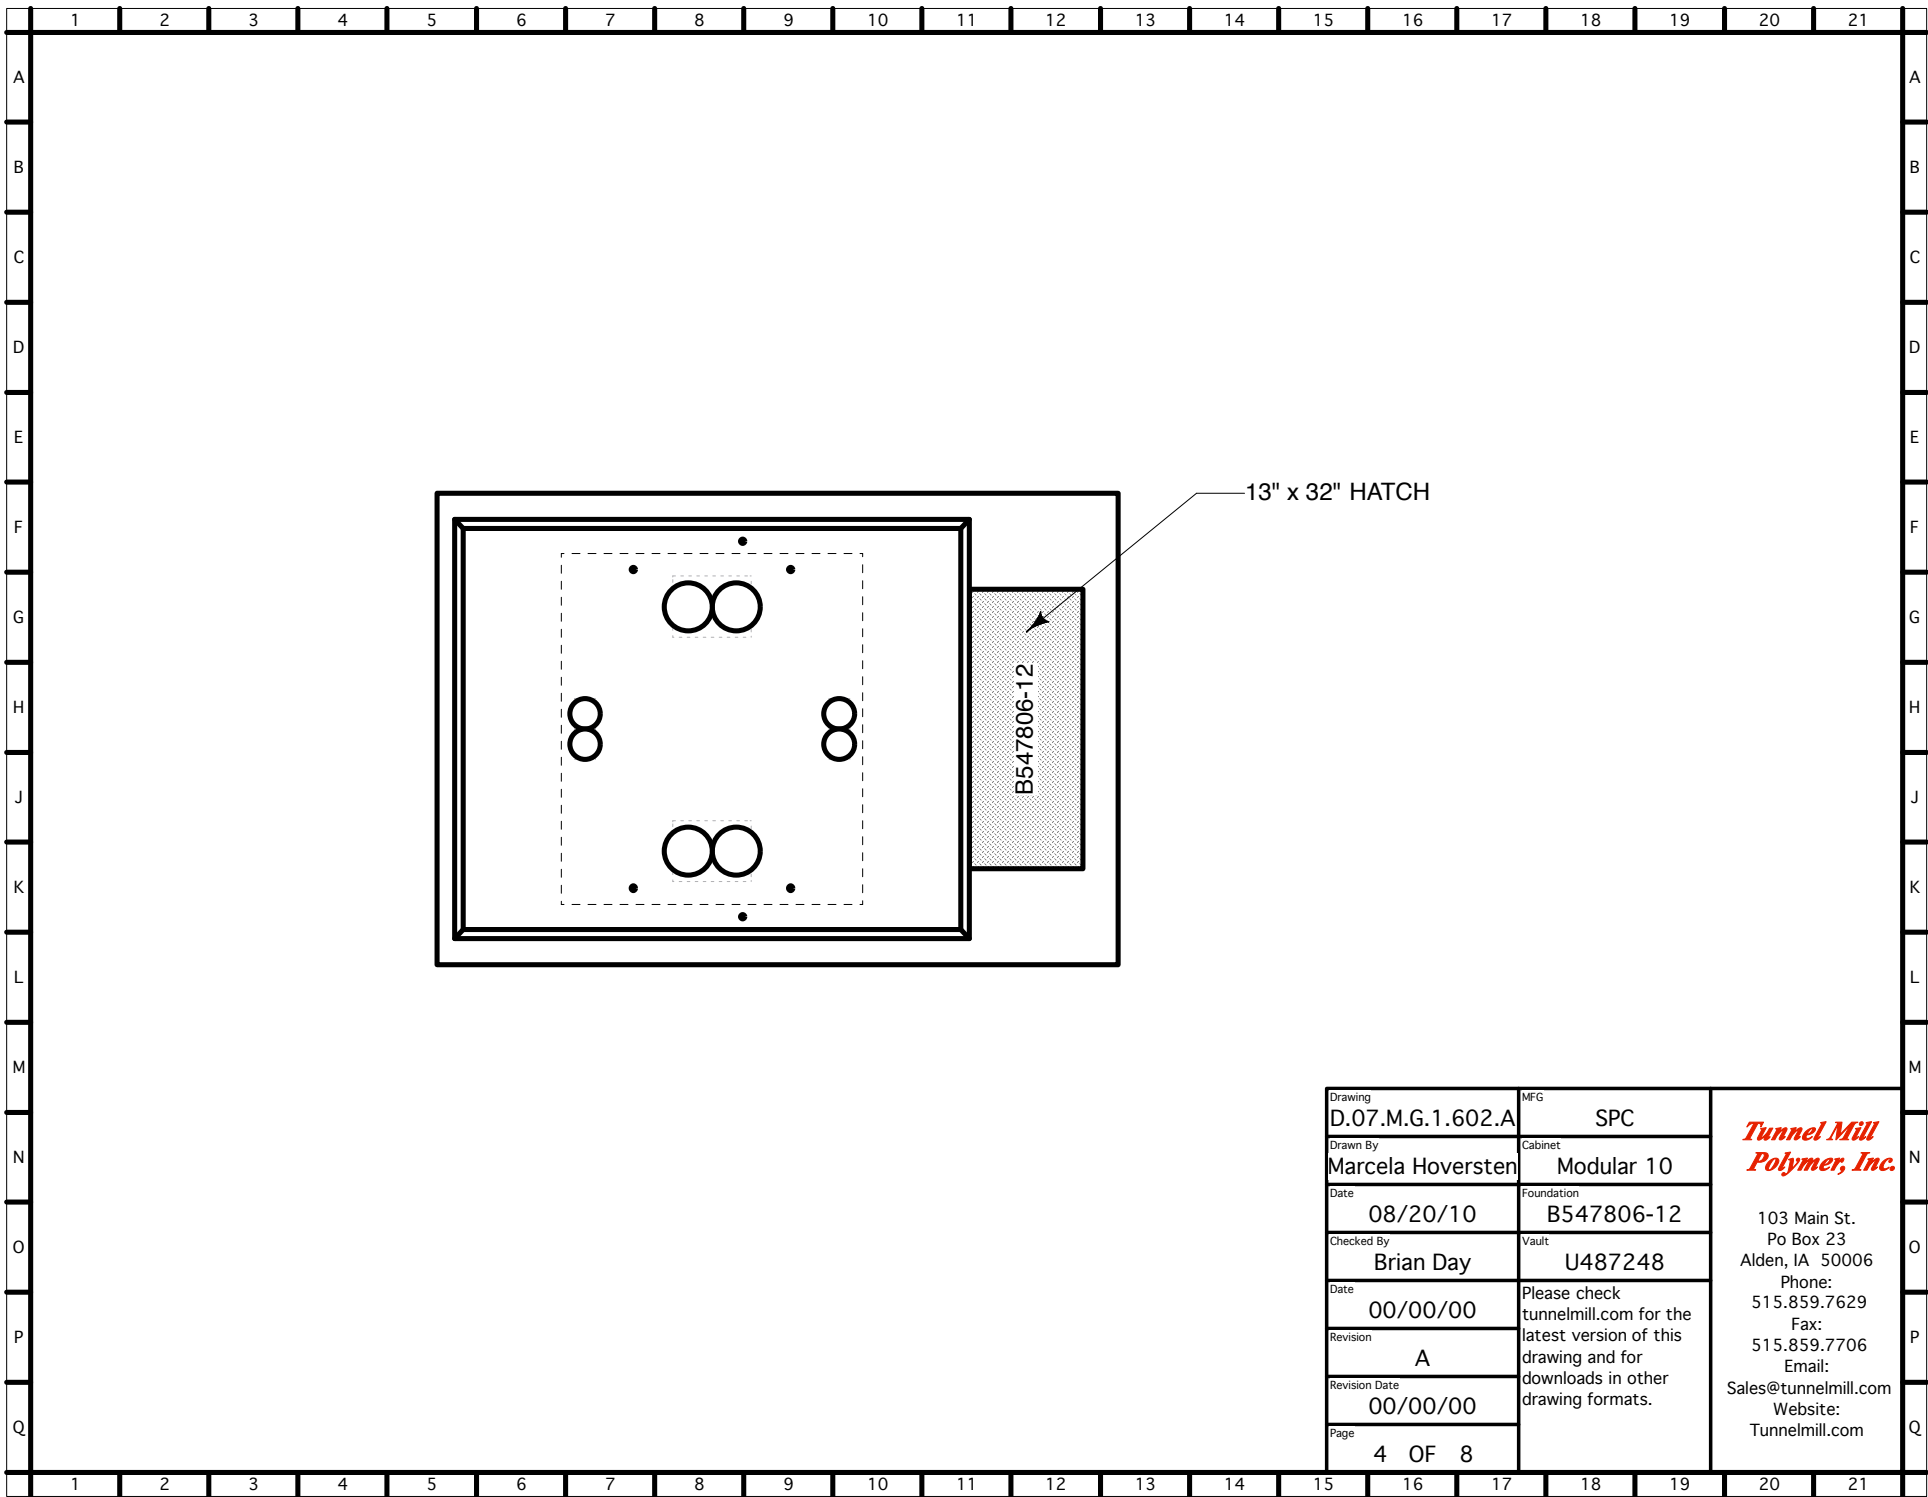 1 2 3 4 5 6 7 8 9 10 11 12 13 14 15 16 17 18 19 20 21
A A
B B
C C
D D
E E
13" x 32" HATCH
F F
G G
B547806-12
H H
J J
K K
L L
M M
N N
O O
P P
Q Q
Drawing
D.07.M.G.1.602.A
MFG
SPC
Drawn By
Marcela Hoversten
Cabinet
Modular 10
Date
08/20/10
Foundation
B547806-12
Checked By
Brian Day
Vault
U487248
Date
00/00/00
Revision
A
Revision Date
00/00/00
Page
4 OF 8
Please check
tunnelmill.com for the
latest version of this
drawing and for
downloads in other
drawing formats.
Tunnel Mill
Polymer, Inc.
103 Main St.
Po Box 23
Alden, IA 50006
Phone:
515.859.7629
Fax:
515.859.7706
Email:
Sales@tunnelmill.com
Website:
Tunnelmill.com
1 2 3 4 5 6 7 8 9 10 11 12 13 14 15 16 17 18 19 20 21